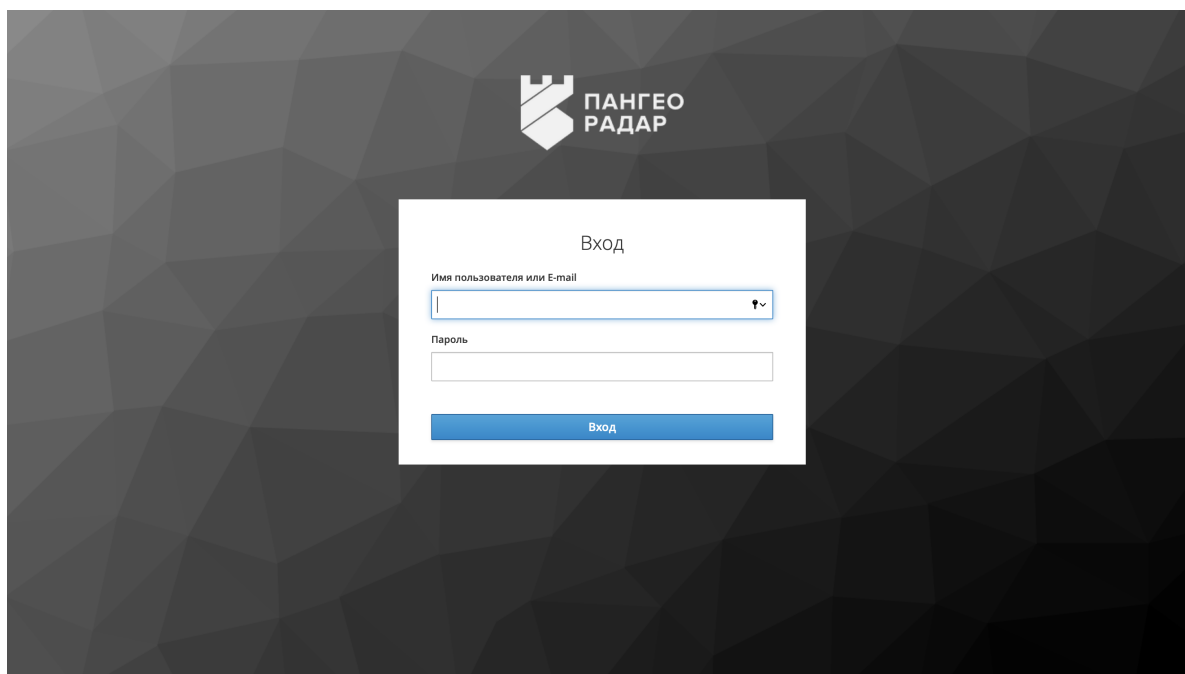 ПАНГЕО
РАДАР
Вход
Имя пользователя или E-mail
Пароль
Вход